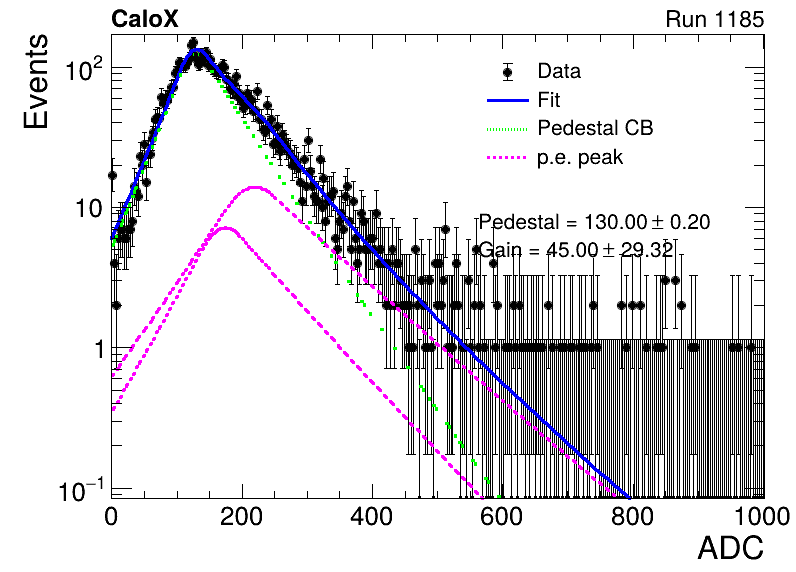 CaloX Run 1185
Events
Data
Fit
Pedestal CB
p.e. peak
Pedestal = 130.00 ± 0.20
Gain = 45.00 ± 29.32
10²
10
1
10⁻¹
0 200 400 600 800 1000
ADC